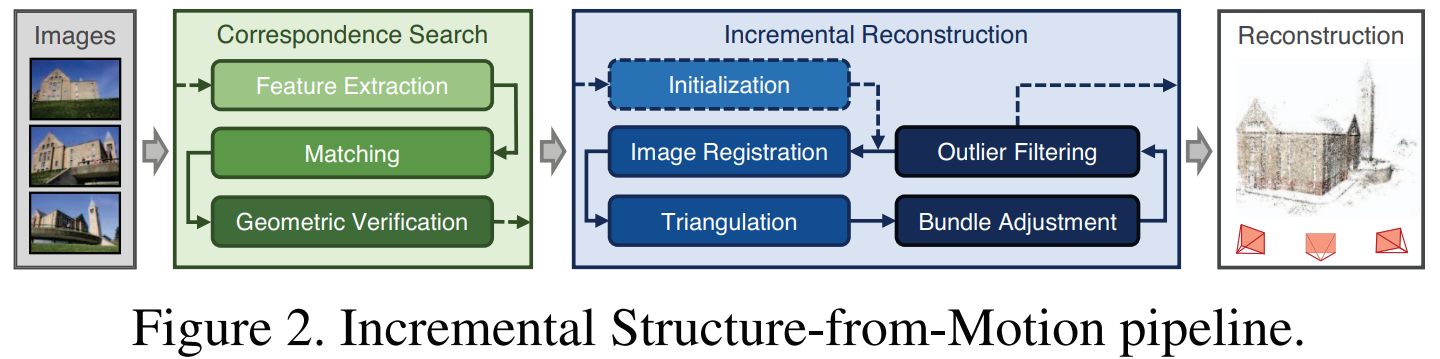 Images
Correspondence Search
Feature Extraction
Matching
Geometric Verification
Incremental Reconstruction
Initialization
Image Registration
Outlier Filtering
Triangulation
Bundle Adjustment
Reconstruction
Figure 2. Incremental Structure-from-Motion pipeline.